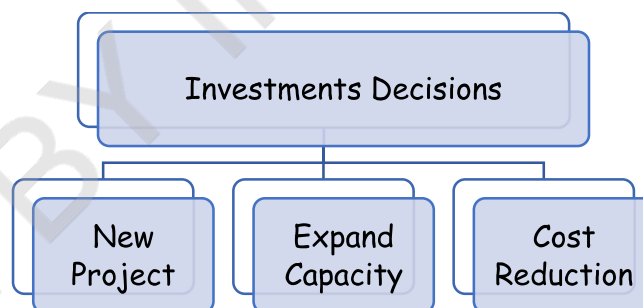 Investments Decisions
New
Project
Expand
Capacity
Cost
Reduction